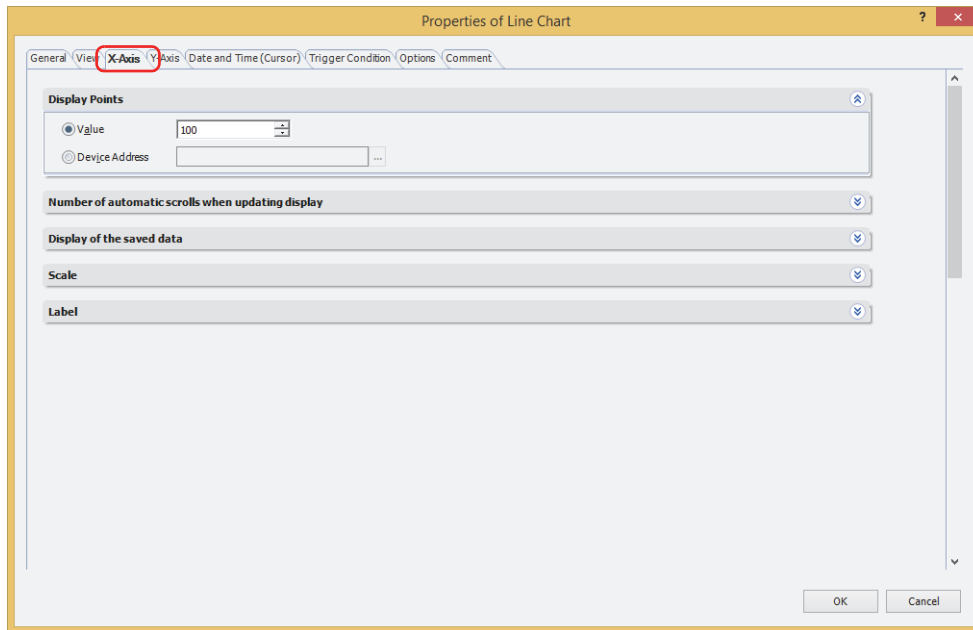 Properties of Line Chart
?
General View X-Axis Y-Axis Date and Time (Cursor) Trigger Condition Options Comment
Display Points
Value 100
Device Address ...
Number of automatic scrolls when updating display
Display of the saved data
Scale
Label
OK Cancel